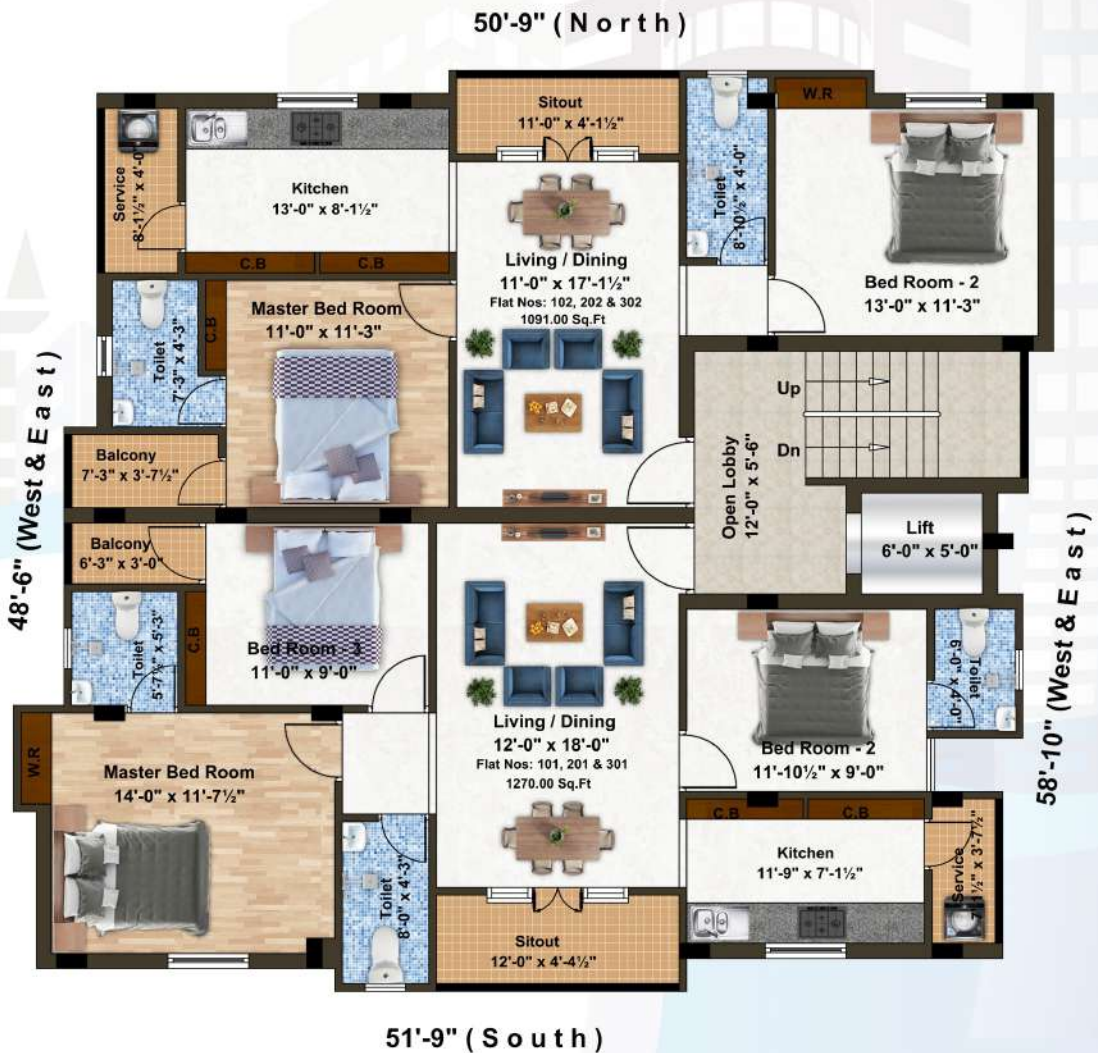 50'-9" (North)
Sitout
11'-0" x 4'-1½"
W.R
Service
8'-1½" x 4'-0"
Kitchen
13'-0" x 8'-1½"
C.B
C.B
Toilet
8'-10½" x 4'-0"
Living / Dining
11'-0" x 17'-1½"
Flat Nos: 102, 202 & 302
1091.00 Sq.Ft
Bed Room - 2
13'-0" x 11'-3"
Toilet
7'-3" x 4'-3"
C.B
Master Bed Room
11'-0" x 11'-3"
Up
Dn
Balcony
7'-3" x 3'-7½"
Open Lobby
12'-0" x 5'-6"
Lift
6'-0" x 5'-0"
48'-6" (West & East)
58'-10" (West & East)
Balcony
6'-3" x 3'-0"
Toilet
5'-7½" x 5'-3"
C.B
Bed Room - 3
11'-0" x 9'-0"
Toilet
6'-0" x 4'-0"
Living / Dining
12'-0" x 18'-0"
Flat Nos: 101, 201 & 301
1270.00 Sq.Ft
Bed Room - 2
11'-10½" x 9'-0"
W.R
Master Bed Room
14'-0" x 11'-7½"
C.B
C.B
Kitchen
11'-9" x 7'-1½"
Service
7'-1½" x 3'-7½"
Toilet
8'-0" x 4'-3"
Sitout
12'-0" x 4'-4½"
51'-9" (South)